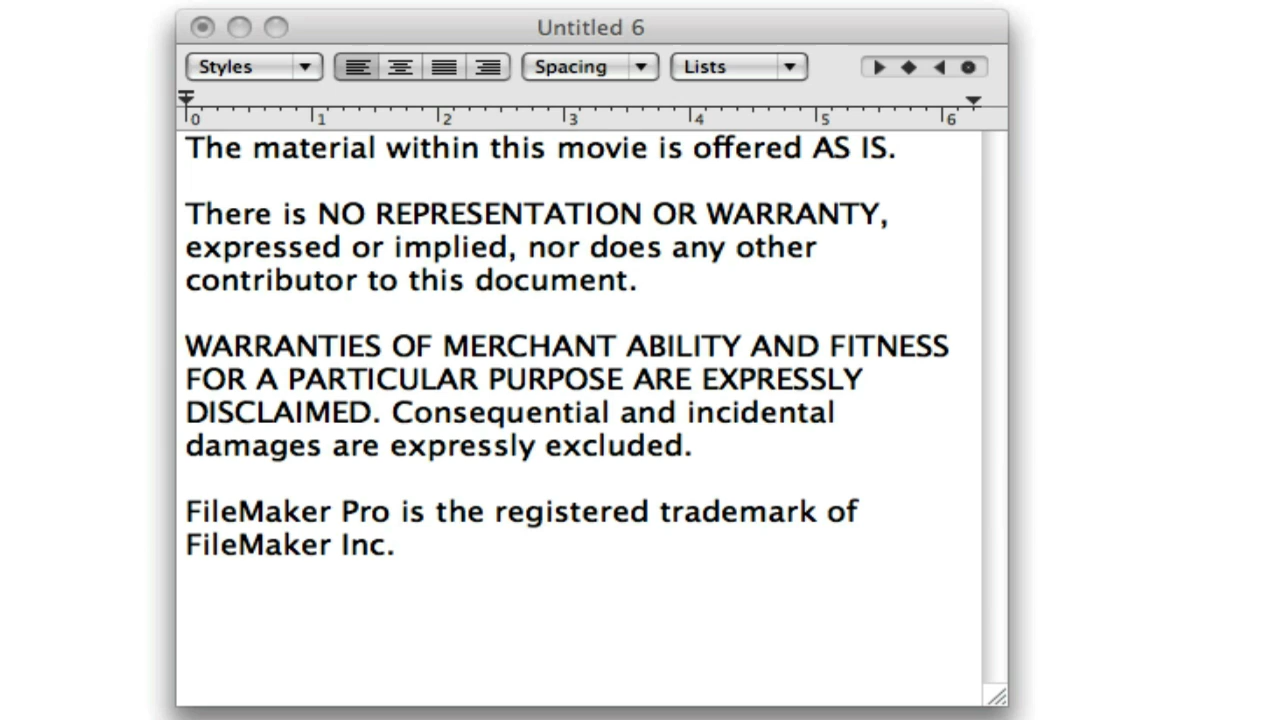 Untitled 6
Styles Spacing Lists
0 1 2 3 4 5 6
The material within this movie is offered AS IS.
There is NO REPRESENTATION OR WARRANTY,
expressed or implied, nor does any other
contributor to this document.
WARRANTIES OF MERCHANT ABILITY AND FITNESS
FOR A PARTICULAR PURPOSE ARE EXPRESSLY
DISCLAIMED. Consequential and incidental
damages are expressly excluded.
FileMaker Pro is the registered trademark of
FileMaker Inc.